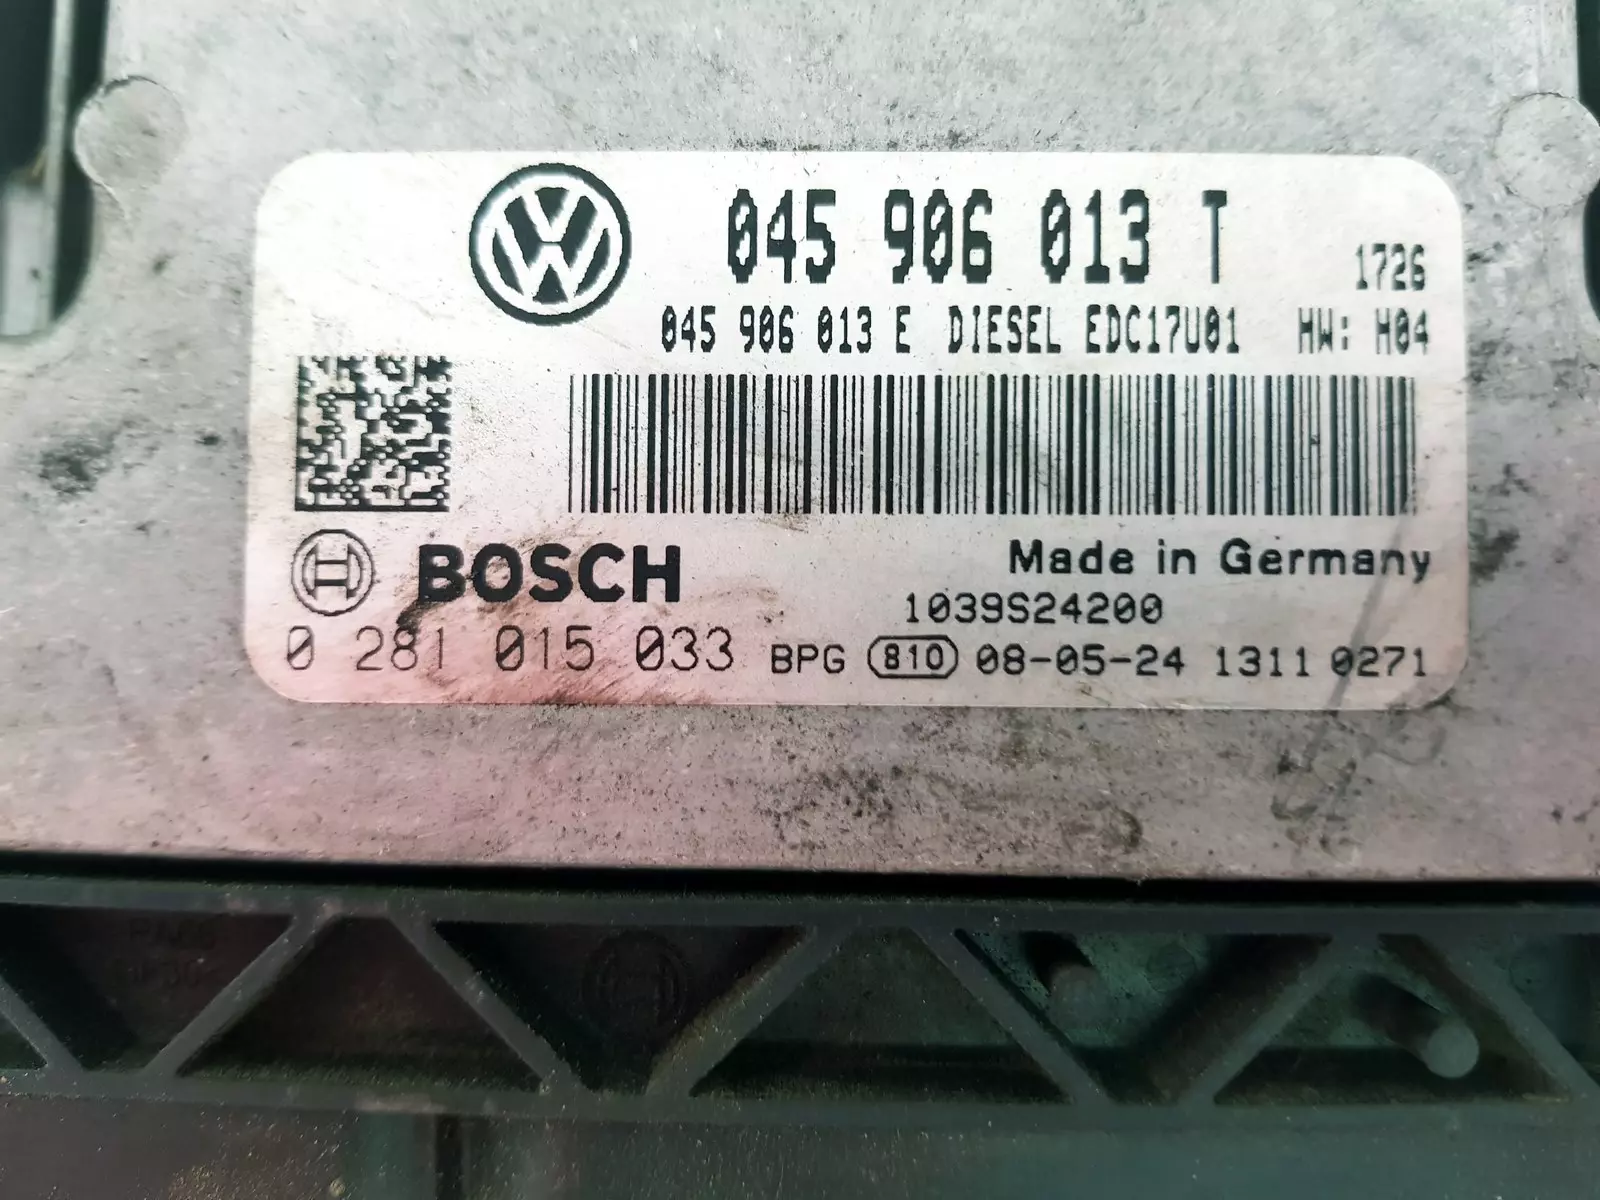 045 906 013 T 1726
045 906 013 E DIESEL EDC17U01 HW: H04
BOSCH Made in Germany
1039S24200
0 281 015 033 BPG 810 08-05-24 1311 0271